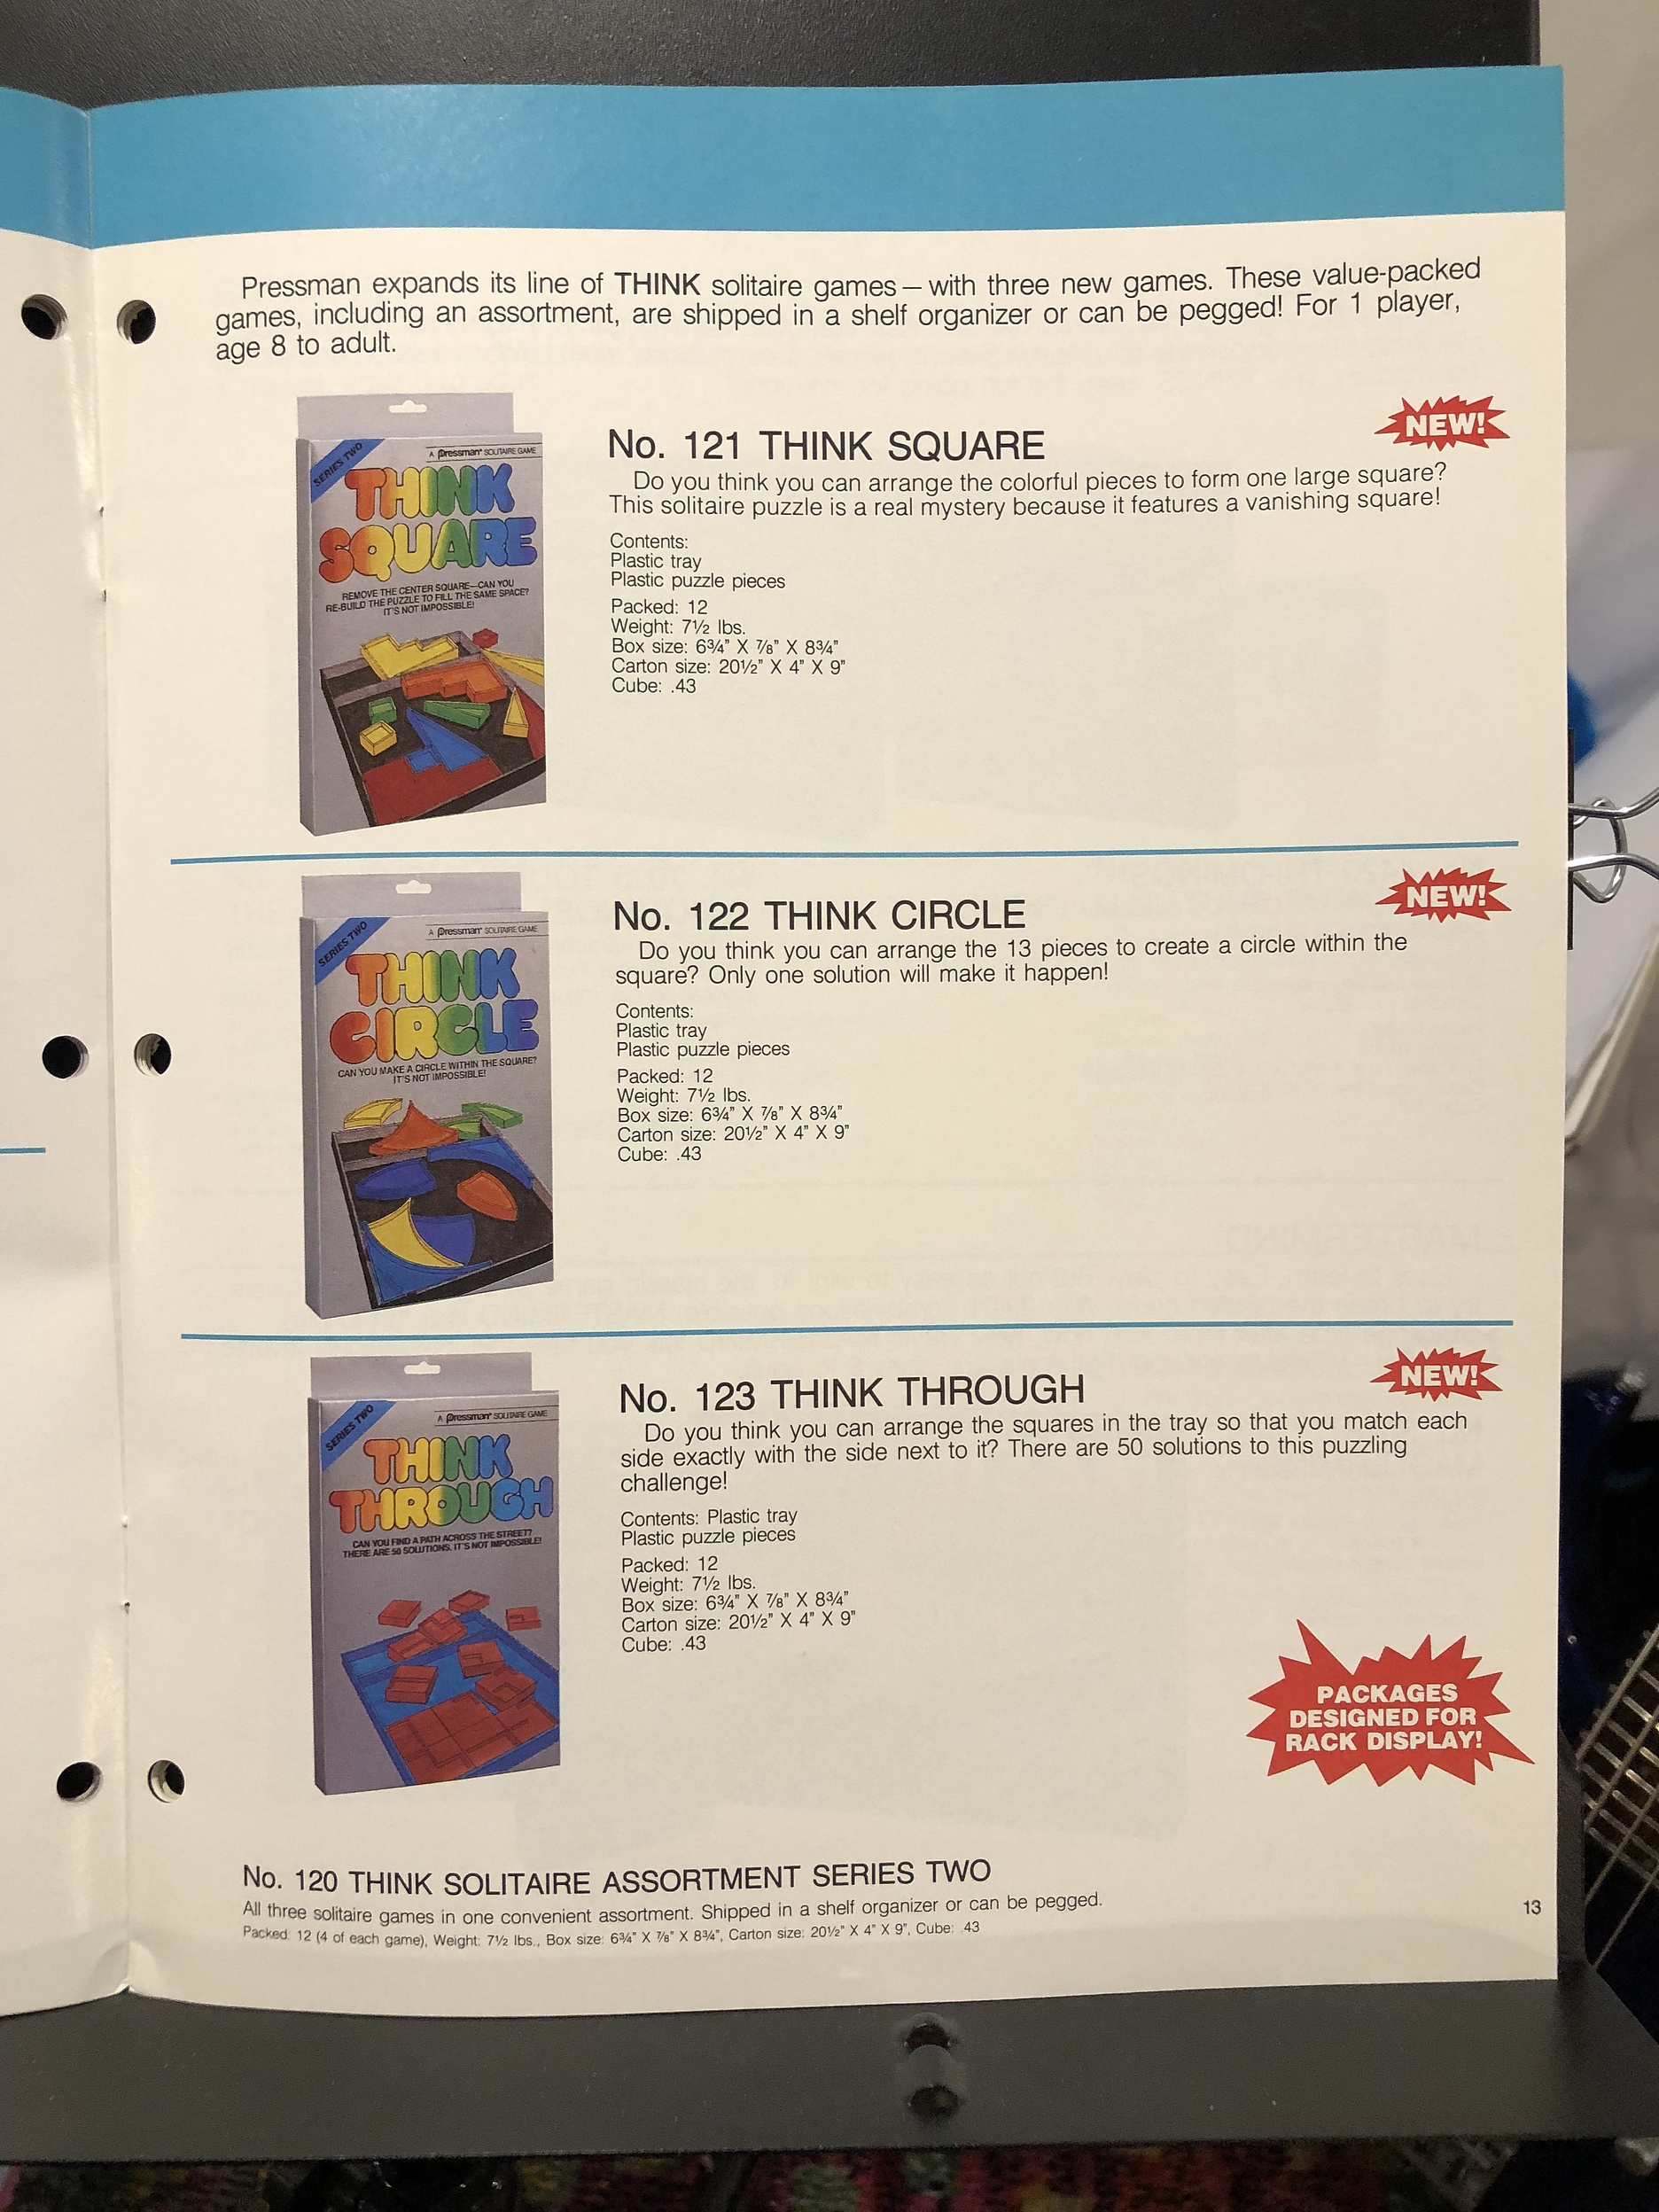 Pressman expands its line of THINK solitaire games—with three new games. These value-packed
games, including an assortment, are shipped in a shelf organizer or can be pegged! For 1 player,
age 8 to adult.
SERIES TWO
A Pressman® SOLITAIRE GAME
THINK
SQUARE
REMOVE THE CENTER SQUARE—CAN YOU
RE-BUILD THE PUZZLE TO FILL THE SAME SPACE?
IT'S NOT IMPOSSIBLE!
NEW!
No. 121 THINK SQUARE
Do you think you can arrange the colorful pieces to form one large square?
This solitaire puzzle is a real mystery because it features a vanishing square!
Contents:
Plastic tray
Plastic puzzle pieces
Packed: 12
Weight: 7½ lbs.
Box size: 6¾" X ⅞" X 8¾"
Carton size: 20½" X 4" X 9"
Cube: .43
SERIES TWO
A Pressman® SOLITAIRE GAME
THINK
CIRCLE
CAN YOU MAKE A CIRCLE WITHIN THE SQUARE?
IT'S NOT IMPOSSIBLE!
NEW!
No. 122 THINK CIRCLE
Do you think you can arrange the 13 pieces to create a circle within the
square? Only one solution will make it happen!
Contents:
Plastic tray
Plastic puzzle pieces
Packed: 12
Weight: 7½ lbs.
Box size: 6¾" X ⅞" X 8¾"
Carton size: 20½" X 4" X 9"
Cube: .43
SERIES TWO
A Pressman® SOLITAIRE GAME
THINK
THROUGH
CAN YOU FIND A PATH ACROSS THE STREET?
THERE ARE 50 SOLUTIONS. IT'S NOT IMPOSSIBLE!
NEW!
No. 123 THINK THROUGH
Do you think you can arrange the squares in the tray so that you match each
side exactly with the side next to it? There are 50 solutions to this puzzling
challenge!
Contents: Plastic tray
Plastic puzzle pieces
Packed: 12
Weight: 7½ lbs.
Box size: 6¾" X ⅞" X 8¾"
Carton size: 20½" X 4" X 9"
Cube: .43
PACKAGES
DESIGNED FOR
RACK DISPLAY!
No. 120 THINK SOLITAIRE ASSORTMENT SERIES TWO
All three solitaire games in one convenient assortment. Shipped in a shelf organizer or can be pegged.
Packed: 12 (4 of each game), Weight: 7½ lbs., Box size: 6¾" X ⅞" X 8¾", Carton size: 20½" X 4" X 9", Cube: .43
13